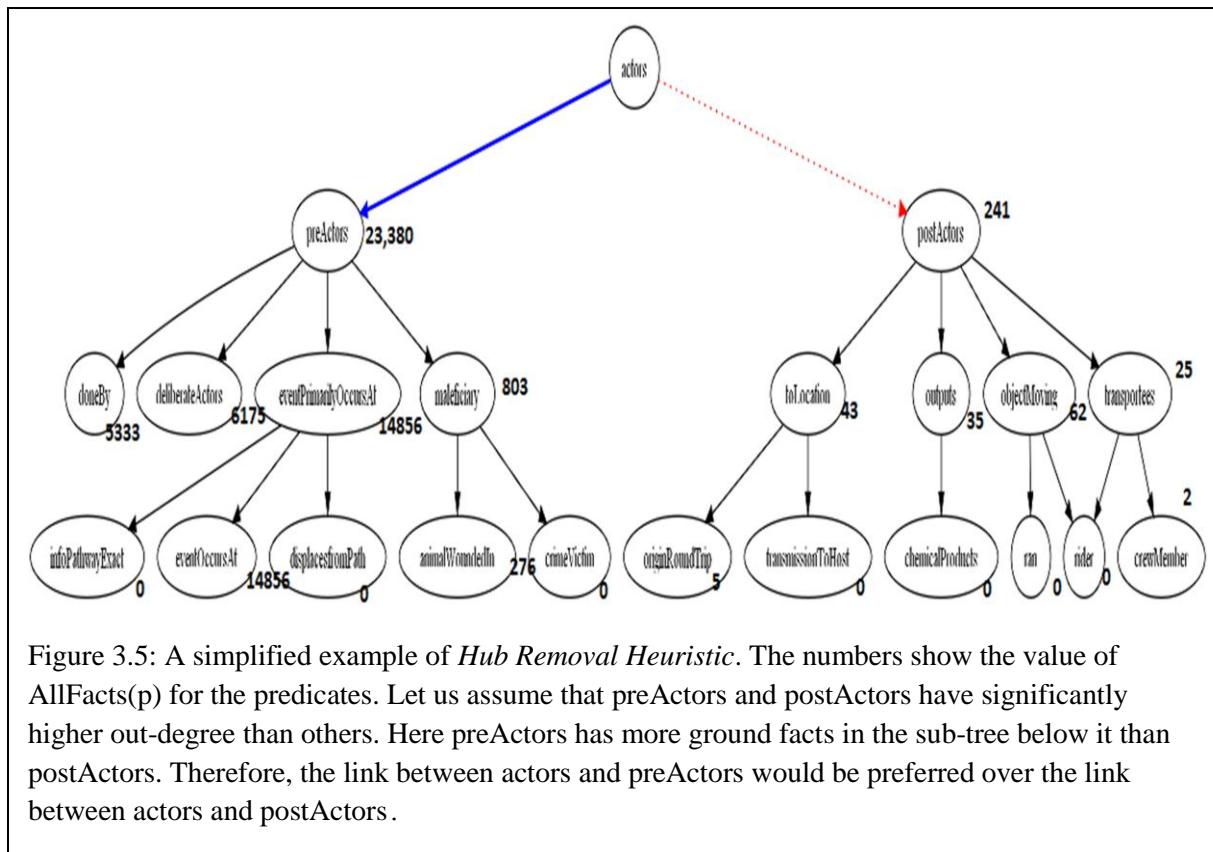 actors
preActors
23,380
postActors
241
doneBy
5333
deliberateActors
6175
eventPrimarilyOccursAt
14856
maleficiary
803
toLocation
43
outputs
35
objectMoving
62
transportees
25
infoPathwayExact
0
eventOccursAt
14856
displacesfromPath
0
animalWoundedIn
276
crimeVictim
0
originRoundTrip
5
transmissionToHost
0
chemicalProducts
0
ran
0
rider
0
crewMember
2
Figure 3.5: A simplified example of Hub Removal Heuristic. The numbers show the value of
AllFacts(p) for the predicates. Let us assume that preActors and postActors have significantly
higher out-degree than others. Here preActors has more ground facts in the sub-tree below it than
postActors. Therefore, the link between actors and preActors would be preferred over the link
between actors and postActors.